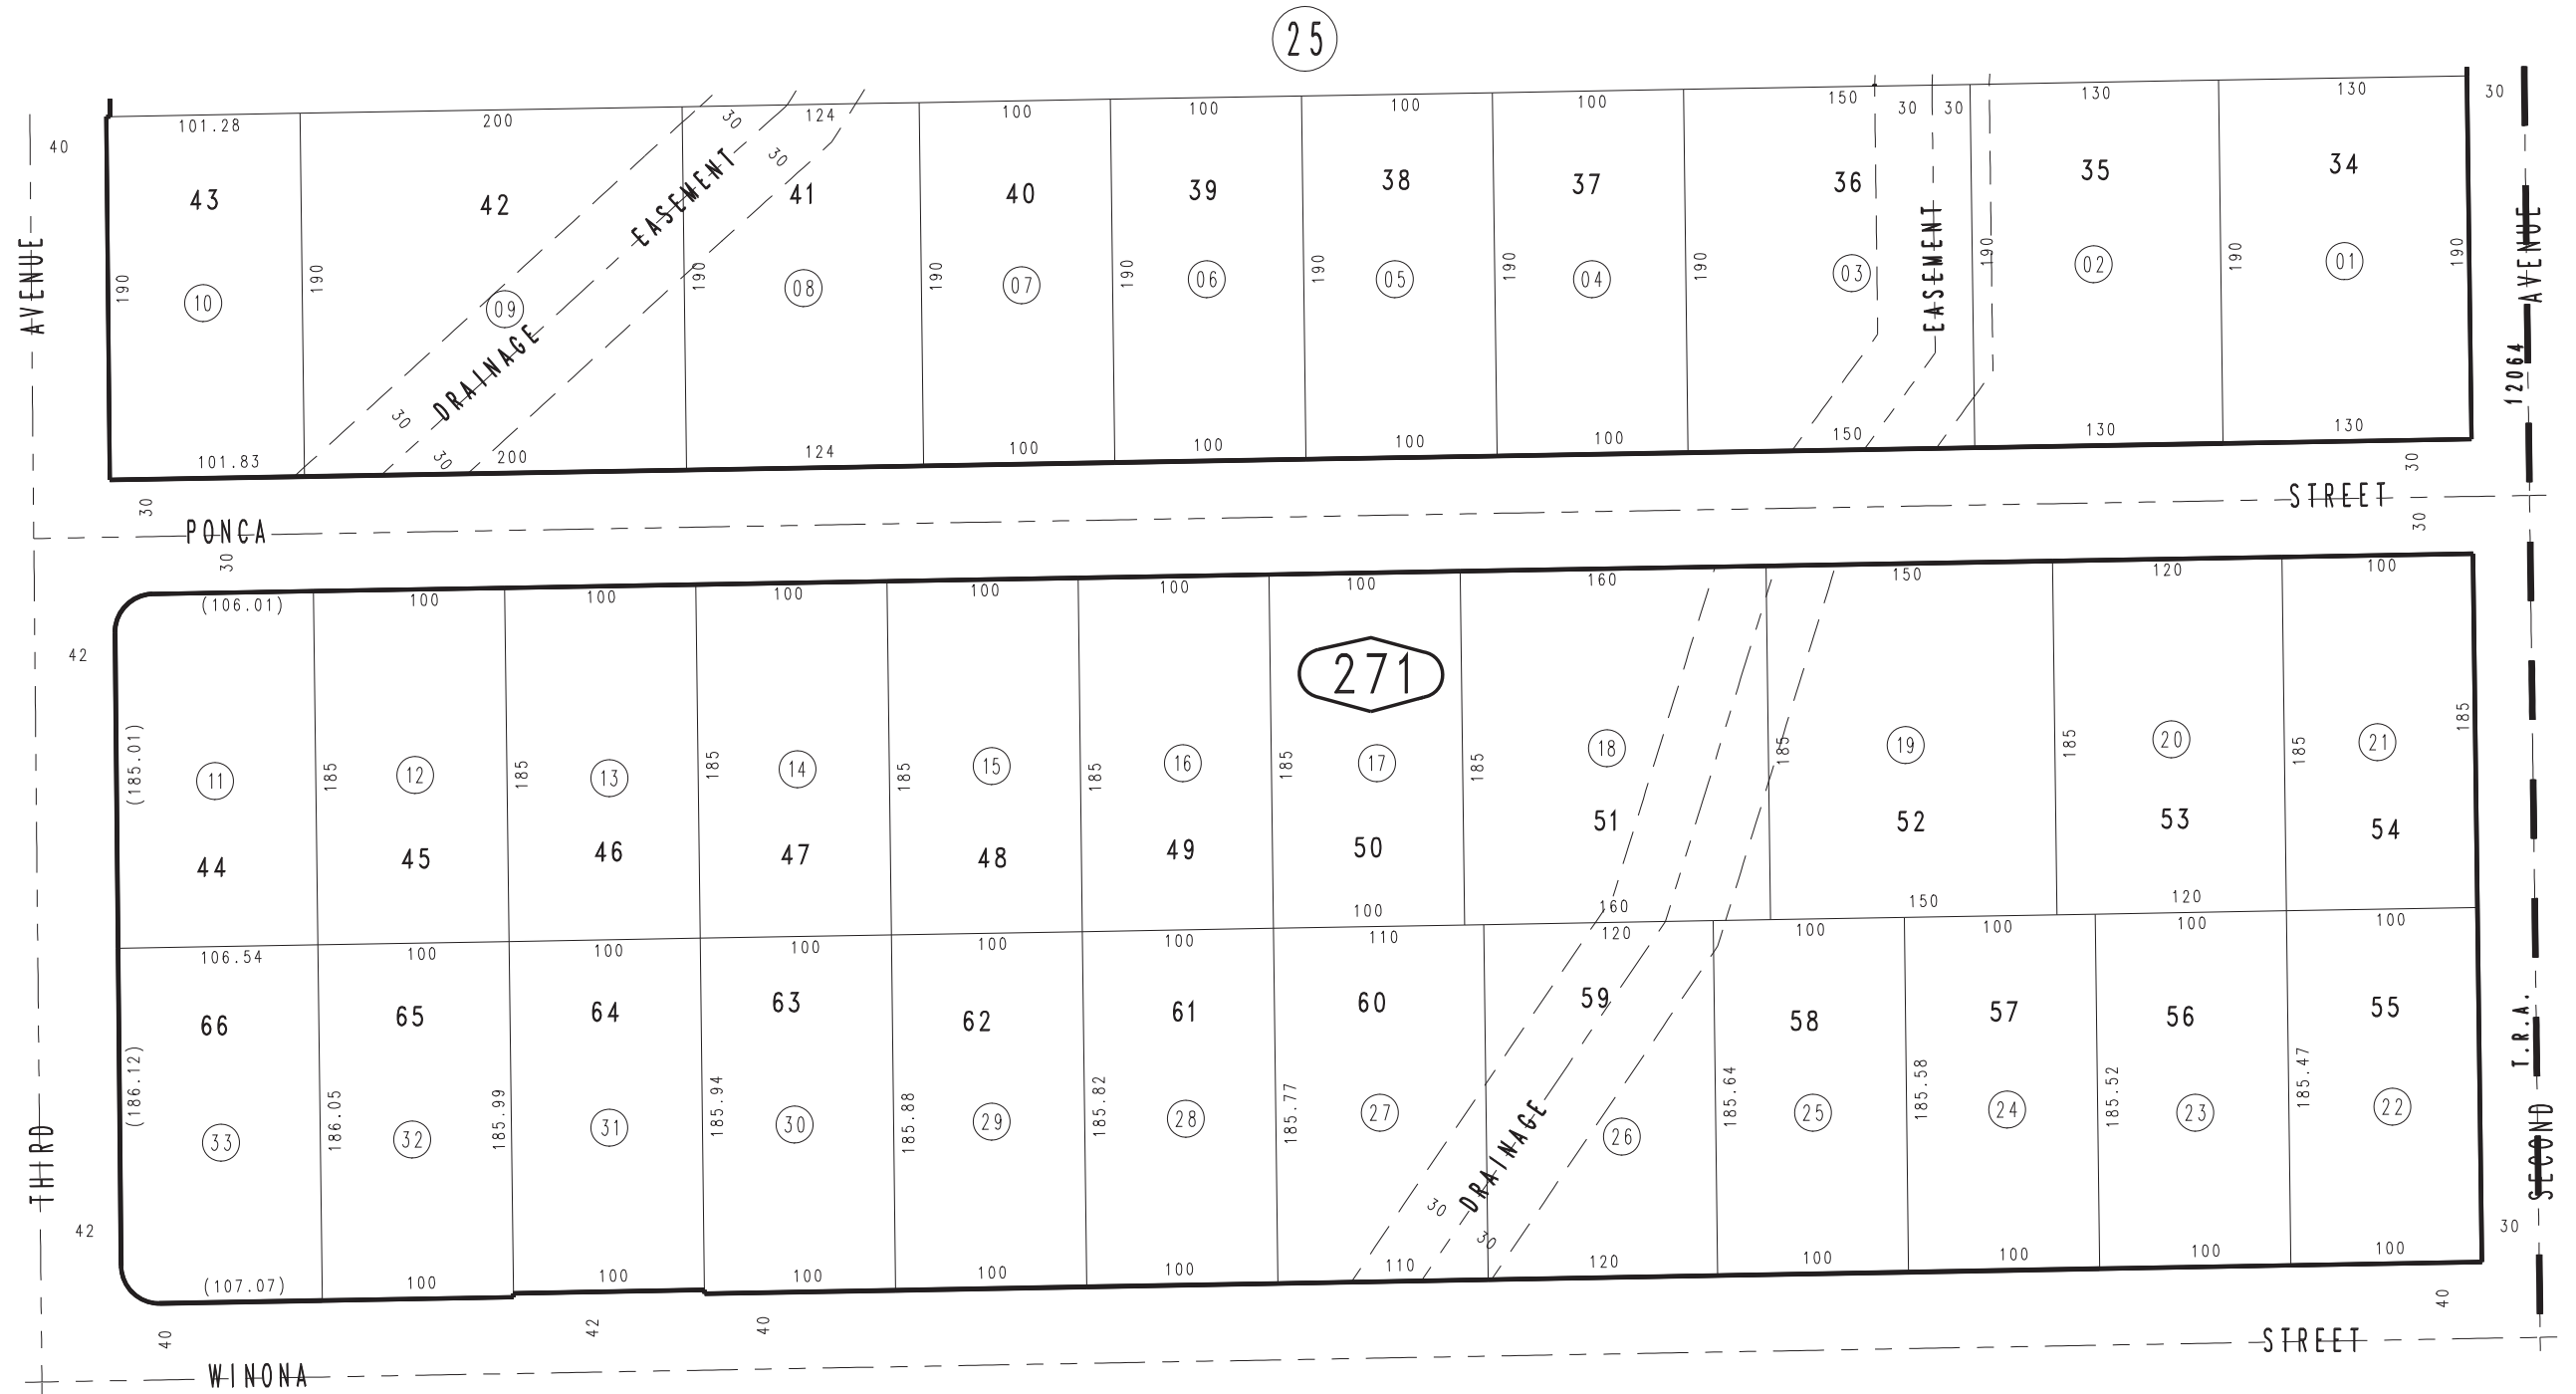 25
101.28 200 124 100 100 100 100 150 30 30 130 130 30
40 30 30
43 42 41 40 39 38 37 36 35 34
AVENUE EASEMENT EASEMENT AVENUE
190 190 190 190 190 190 190 190 190 190 190
10 09 08 07 06 05 04 03 02 01
DRAINAGE
12064
30 30
101.83 200 124 100 100 100 100 150 130 130
30 30
PONCA STREET
30 30
(106.01) 100 100 100 100 100 100 160 150 120 100
42
271
(185.01) 185 185 185 185 185 185 185 185 185 185 185
11 12 13 14 15 16 17 18 19 20 21
44 45 46 47 48 49 50 51 52 53 54
100 160 150 120
106.54 100 100 100 100 100 110 120 100 100 100 100
66 65 64 63 62 61 60 59 58 57 56 55
T.R.A.
(186.12) 186.05 185.99 185.94 185.88 185.82 185.77 185.64 185.58 185.52 185.47
33 32 31 30 29 28 27 26 25 24 23 22
THIRD DRAINAGE SECOND
42 30 30 30
(107.07) 100 100 100 100 100 110 120 100 100 100 100
40 42 40 40
WINONA STREET